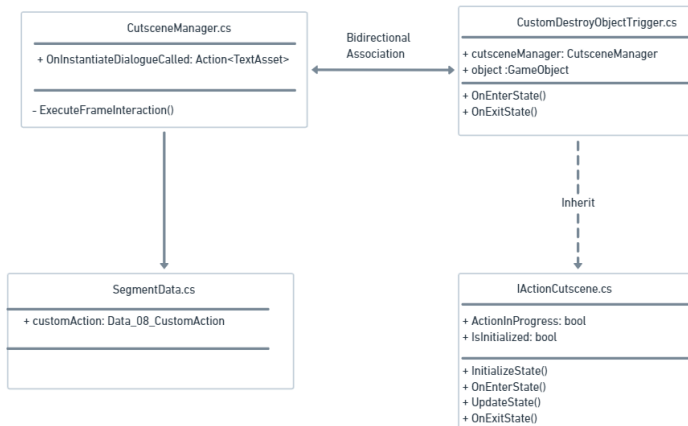 CutsceneManager.cs
+ OnInstantiateDialogueCalled: Action<TextAsset>
- ExecuteFrameInteraction()
Bidirectional
Association
CustomDestroyObjectTrigger.cs
+ cutsceneManager: CutsceneManager
+ object :GameObject
+ OnEnterState()
+ OnExitState()
Inherit
SegmentData.cs
+ customAction: Data_08_CustomAction
IActionCutscene.cs
+ ActionInProgress: bool
+ IsInitialized: bool
+ InitializeState()
+ OnEnterState()
+ UpdateState()
+ OnExitState()